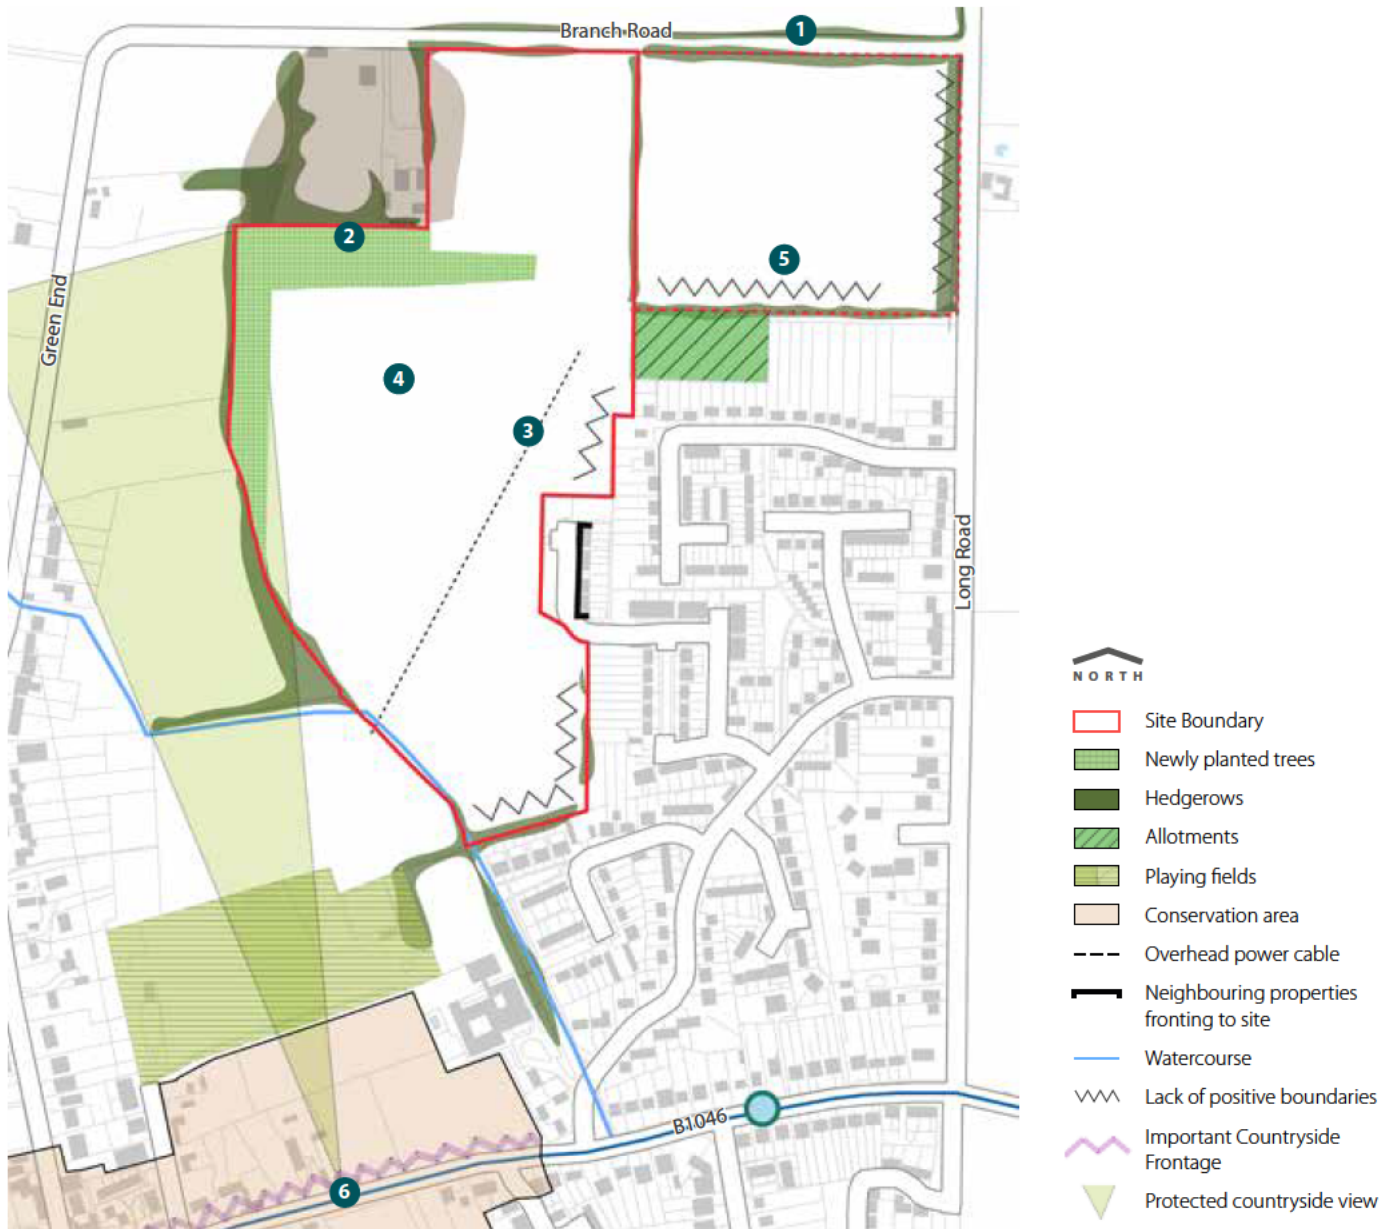 Branch Road
1
2
5
Green End
4
3
Long Road
B1046
6
NORTH
Site Boundary
Newly planted trees
Hedgerows
Allotments
Playing fields
Conservation area
Overhead power cable
Neighbouring properties
fronting to site
Watercourse
Lack of positive boundaries
Important Countryside
Frontage
Protected countryside view